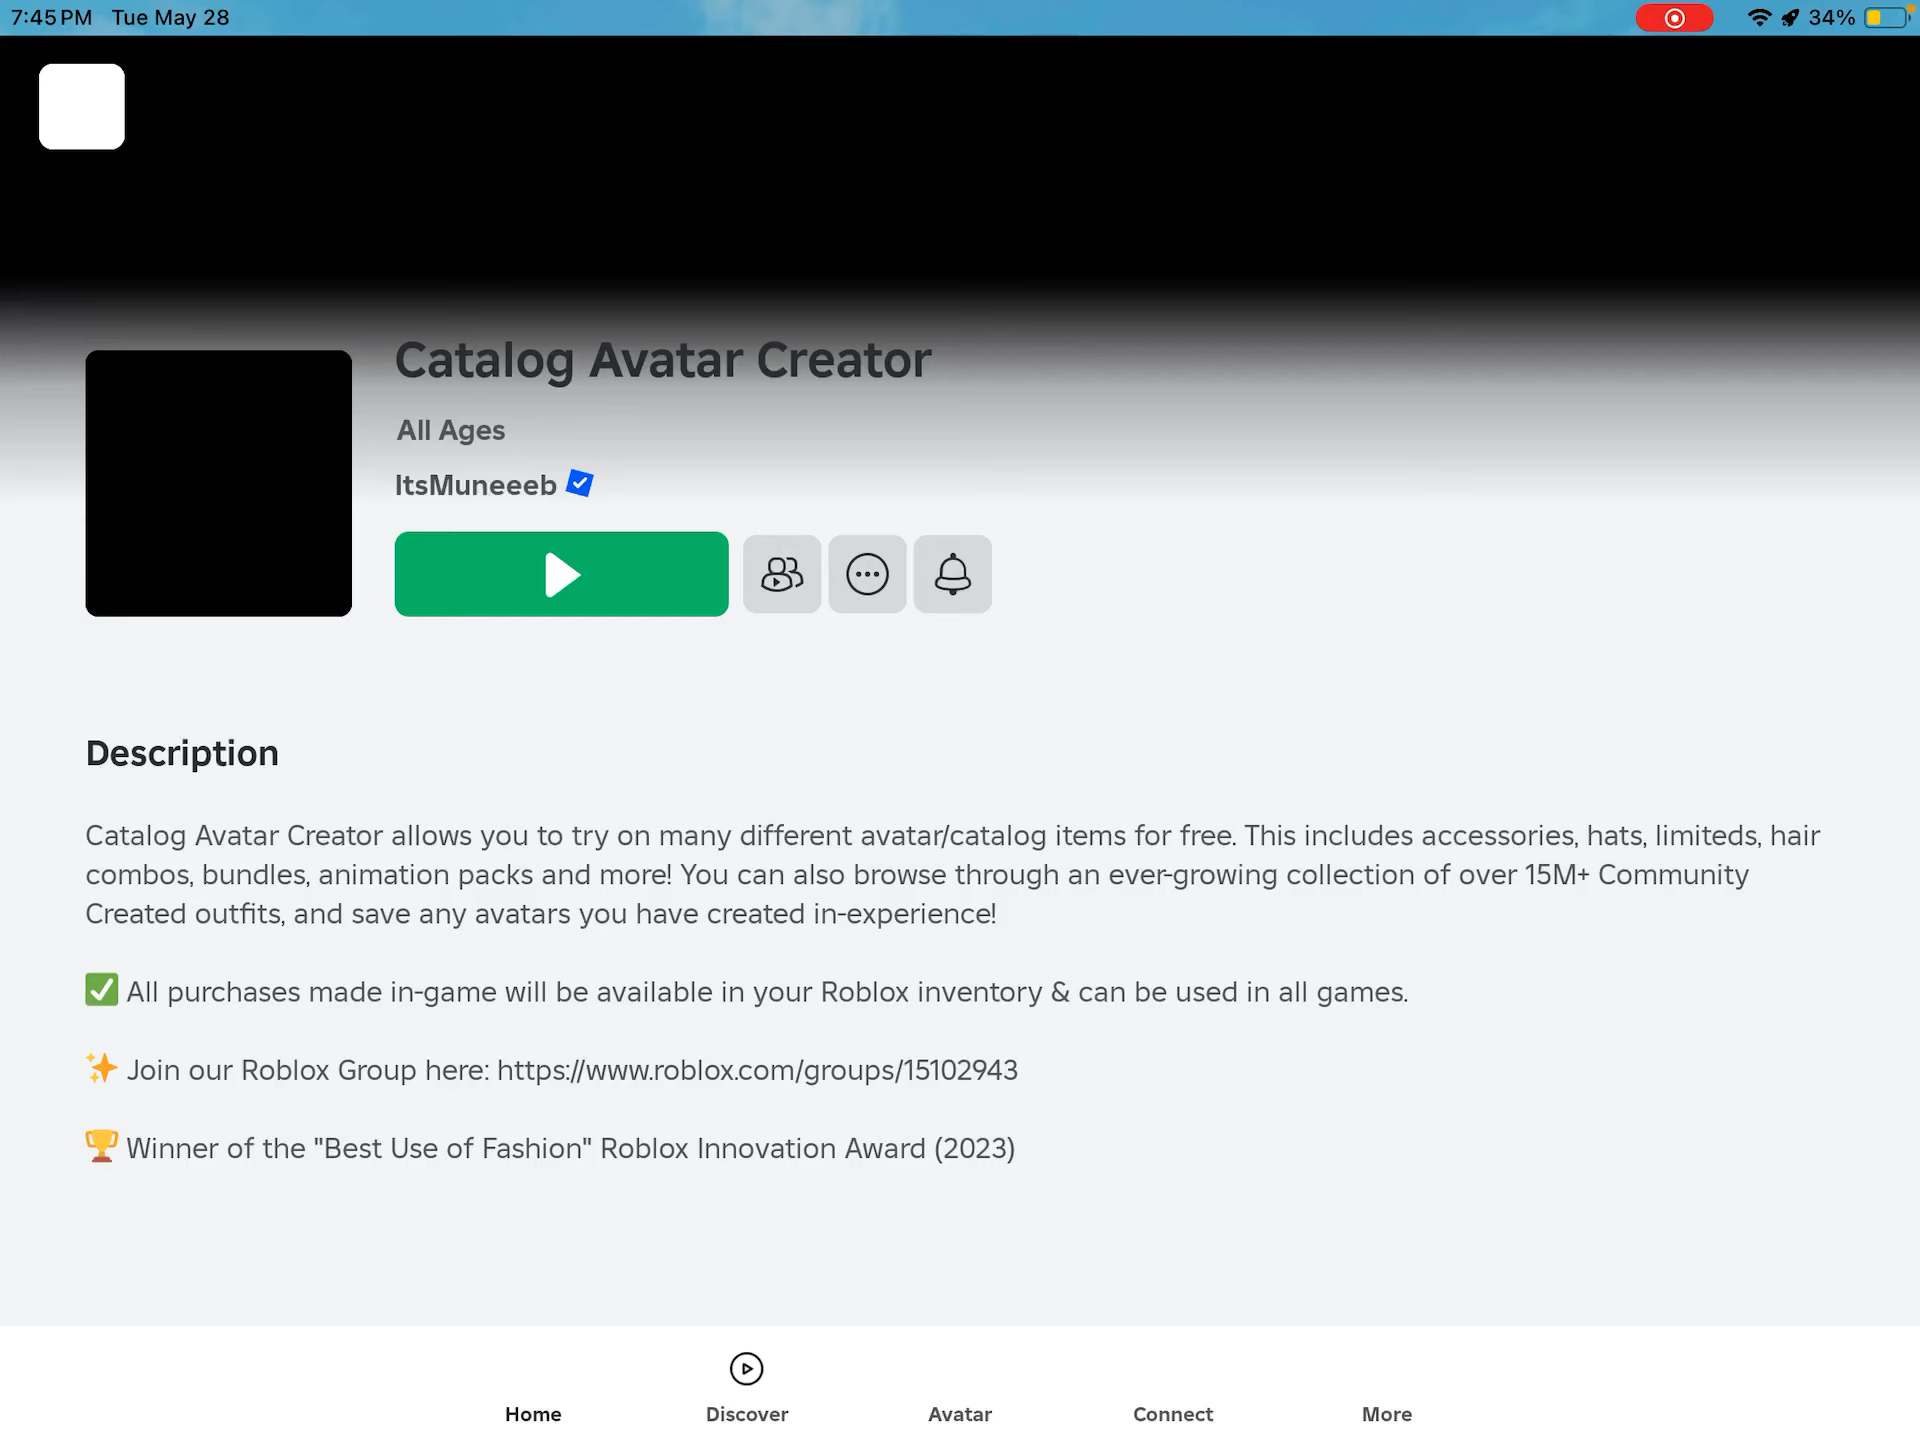 7:45 PM Tue May 28
34%
Catalog Avatar Creator
All Ages
ItsMuneeeb
Description
Catalog Avatar Creator allows you to try on many different avatar/catalog items for free. This includes accessories, hats, limiteds, hair
combos, bundles, animation packs and more! You can also browse through an ever-growing collection of over 15M+ Community
Created outfits, and save any avatars you have created in-experience!
✅ All purchases made in-game will be available in your Roblox inventory & can be used in all games.
✨ Join our Roblox Group here: https://www.roblox.com/groups/15102943
🏆 Winner of the "Best Use of Fashion" Roblox Innovation Award (2023)
Home
Discover
Avatar
Connect
More